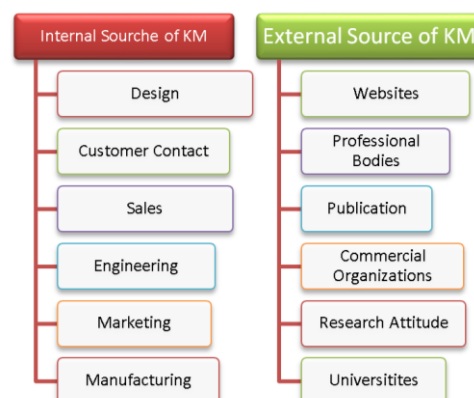 Internal Sourche of KM
Design
Customer Contact
Sales
Engineering
Marketing
Manufacturing
External Source of KM
Websites
Professional
Bodies
Publication
Commercial
Organizations
Research Attitude
Universitites